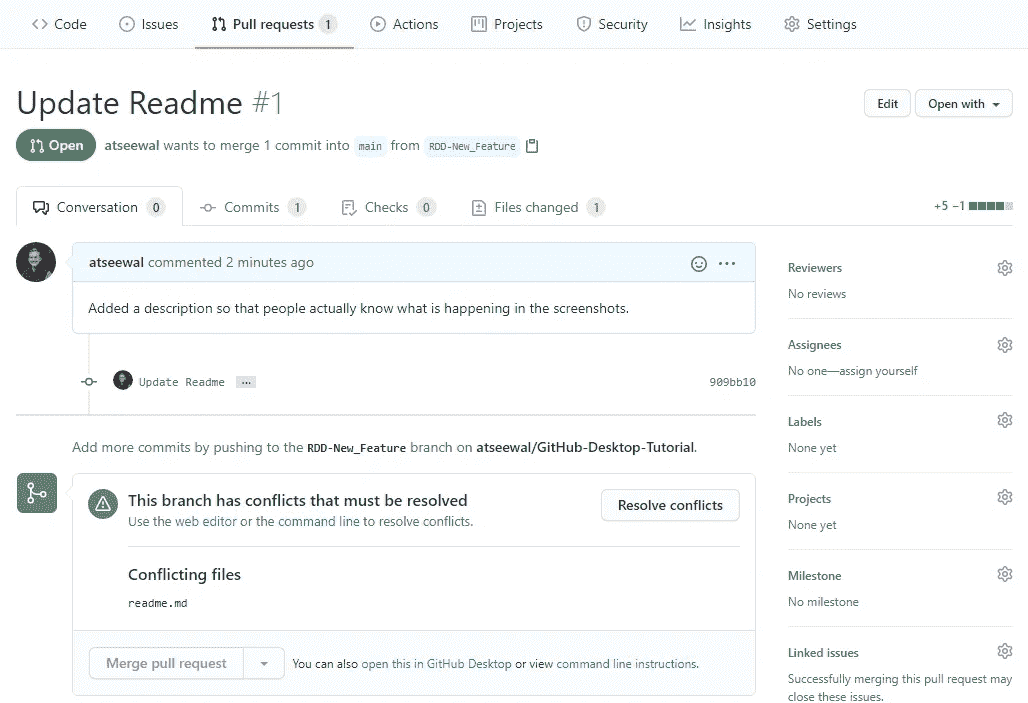 Code Issues Pull requests 1 Actions Projects Security Insights Settings
Update Readme #1
Edit Open with
Open atseewal wants to merge 1 commit into main from RDD-New_Feature
Conversation 0 Commits 1 Checks 0 Files changed 1 +5 −1
atseewal commented 2 minutes ago
Added a description so that people actually know what is happening in the screenshots.
Update Readme ... 909bb10
Add more commits by pushing to the RDD-New_Feature branch on atseewal/GitHub-Desktop-Tutorial.
This branch has conflicts that must be resolved
Use the web editor or the command line to resolve conflicts.
Resolve conflicts
Conflicting files
readme.md
Merge pull request You can also open this in GitHub Desktop or view command line instructions.
Reviewers
No reviews
Assignees
No one—assign yourself
Labels
None yet
Projects
None yet
Milestone
No milestone
Linked issues
Successfully merging this pull request may
close these issues.